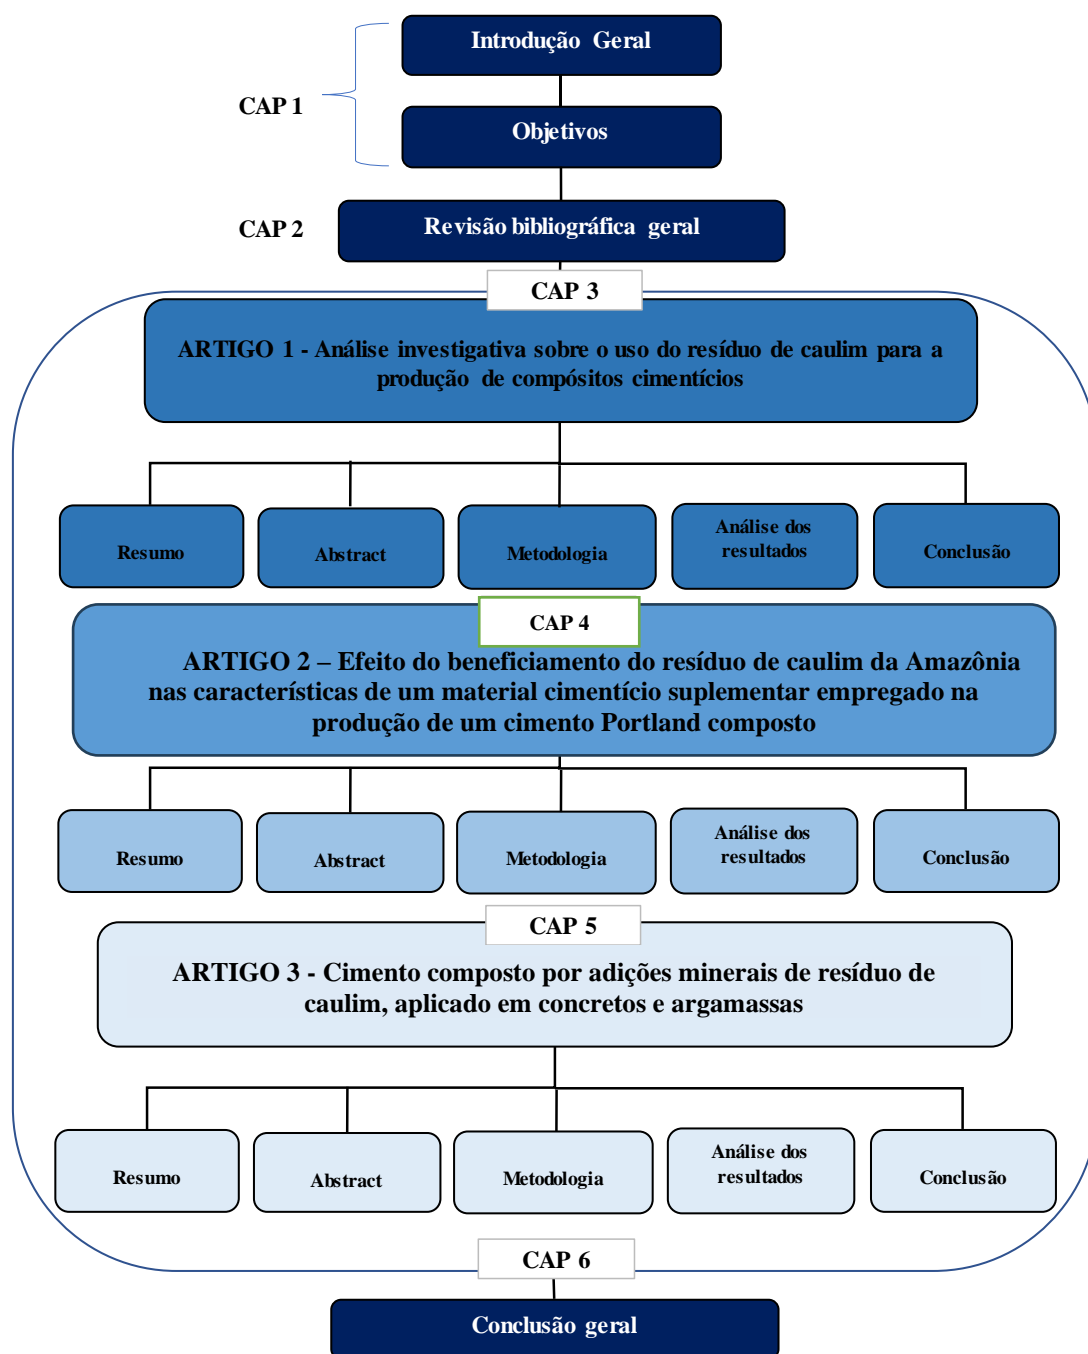 Introdução Geral
CAP 1
Objetivos
CAP 2
Revisão bibliográfica geral
CAP 3
ARTIGO 1 - Análise investigativa sobre o uso do resíduo de caulim para a
produção de compósitos cimentícios
Resumo
Abstract
Metodologia
Análise dos
resultados
Conclusão
CAP 4
ARTIGO 2 – Efeito do beneficiamento do resíduo de caulim da Amazônia
nas características de um material cimentício suplementar empregado na
produção de um cimento Portland composto
Resumo
Abstract
Metodologia
Análise dos
resultados
Conclusão
CAP 5
ARTIGO 3 - Cimento composto por adições minerais de resíduo de
caulim, aplicado em concretos e argamassas
Resumo
Abstract
Metodologia
Análise dos
resultados
Conclusão
CAP 6
Conclusão geral